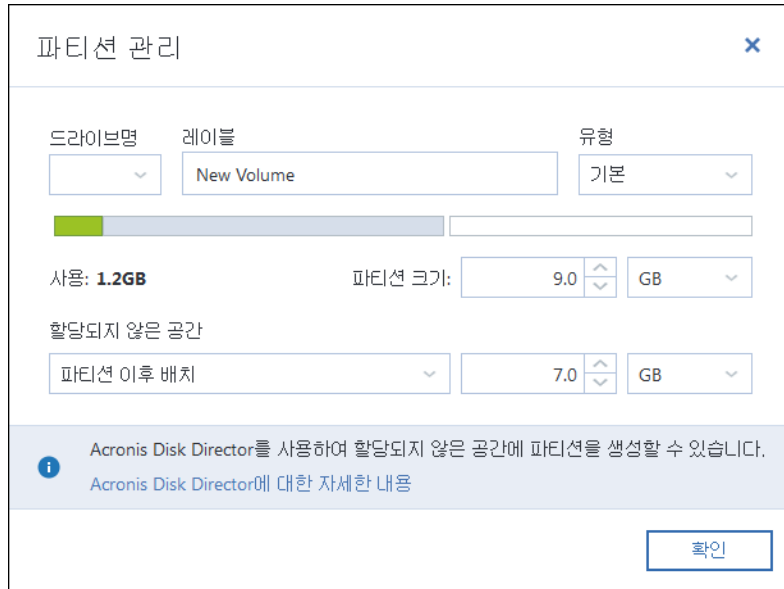 파티션 관리
드라이브명 레이블 유형
New Volume 기본
사용: 1.2GB 파티션 크기: 9.0 GB
할당되지 않은 공간
파티션 이후 배치 7.0 GB
Acronis Disk Director를 사용하여 할당되지 않은 공간에 파티션을 생성할 수 있습니다.
Acronis Disk Director에 대한 자세한 내용
확인